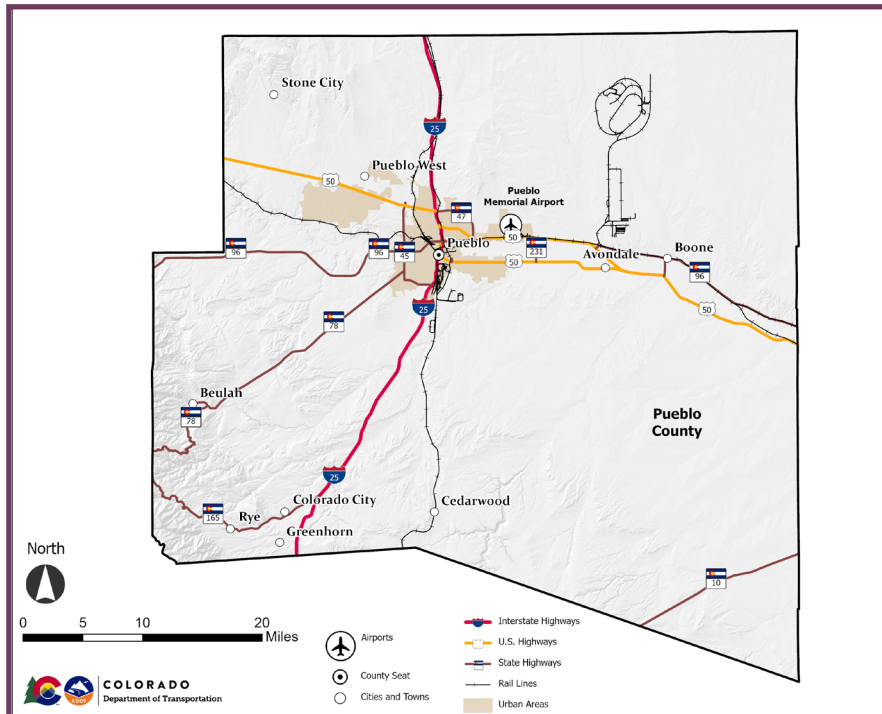 Stone City
25
Pueblo West
50
Pueblo
Memorial Airport
47
50
96
96
45
Pueblo
231
Boone
Avondale
50
96
25
50
78
Beulah
78
Pueblo
County
25
Colorado City
Cedarwood
165
Rye
Greenhorn
North
10
0 5 10 20
Miles
Airports
County Seat
Cities and Towns
Interstate Highways
U.S. Highways
State Highways
Rail Lines
Urban Areas
C
CDOT
COLORADO
Department of Transportation